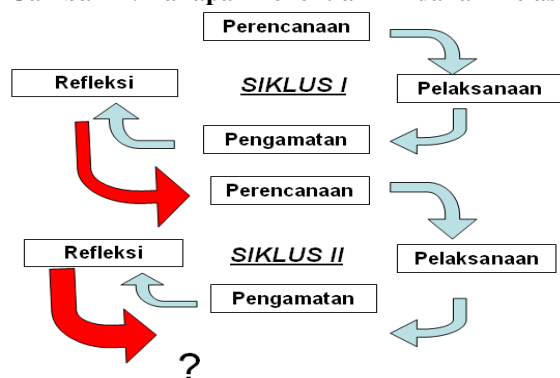 Perencanaan
Refleksi
SIKLUS I
Pelaksanaan
Pengamatan
Perencanaan
Refleksi
SIKLUS II
Pelaksanaan
Pengamatan
?